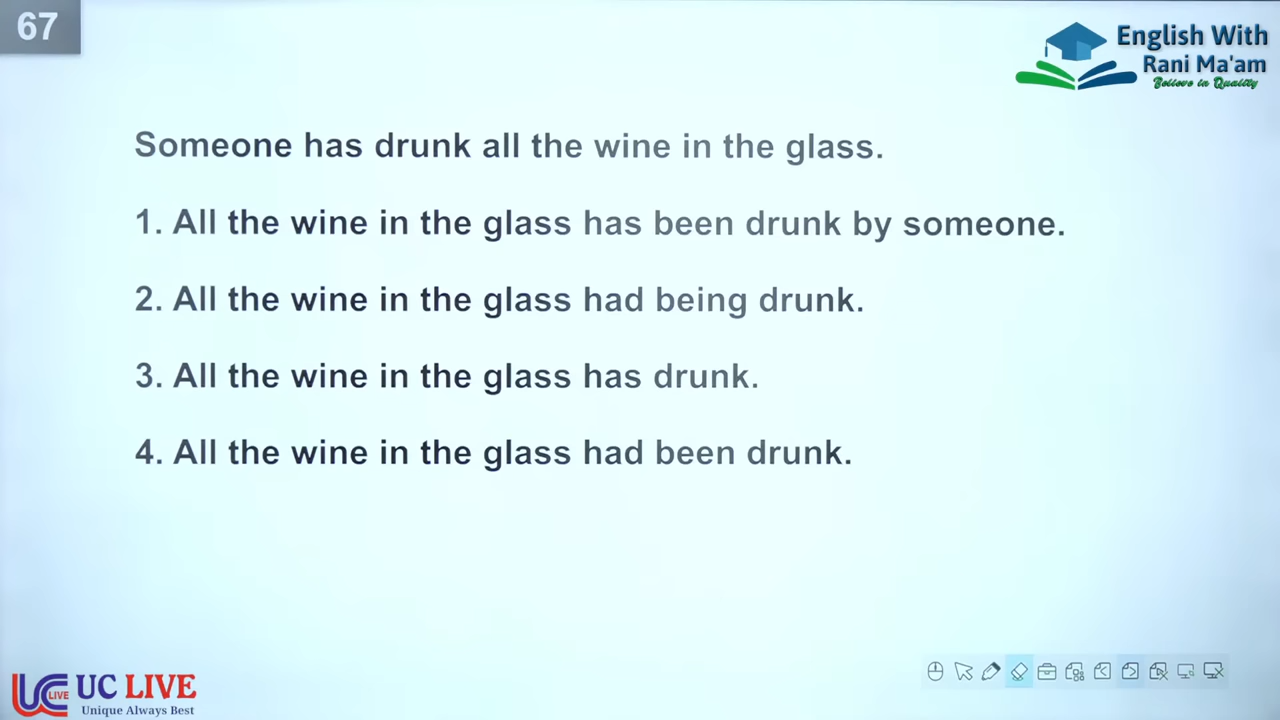 67
English With
Rani Ma'am
Believe in Quality
Someone has drunk all the wine in the glass.
1. All the wine in the glass has been drunk by someone.
2. All the wine in the glass had being drunk.
3. All the wine in the glass has drunk.
4. All the wine in the glass had been drunk.
UC LIVE UC LIVE
Unique Always Best